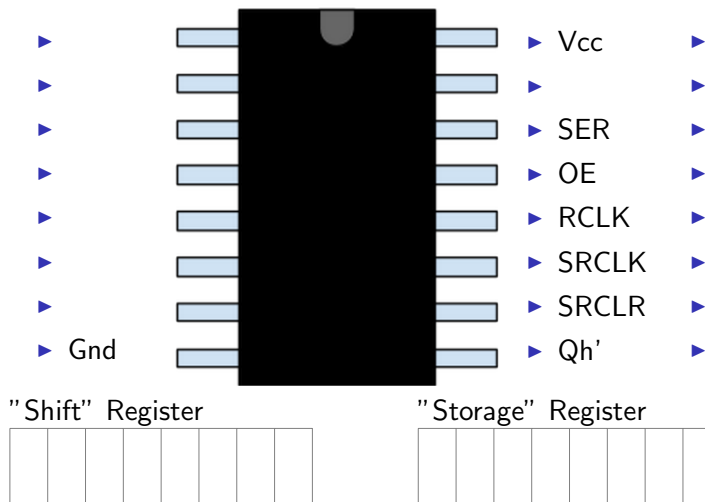 Vcc
SER
OE
RCLK
SRCLK
SRCLR
Gnd
Qh'
"Shift" Register
"Storage" Register